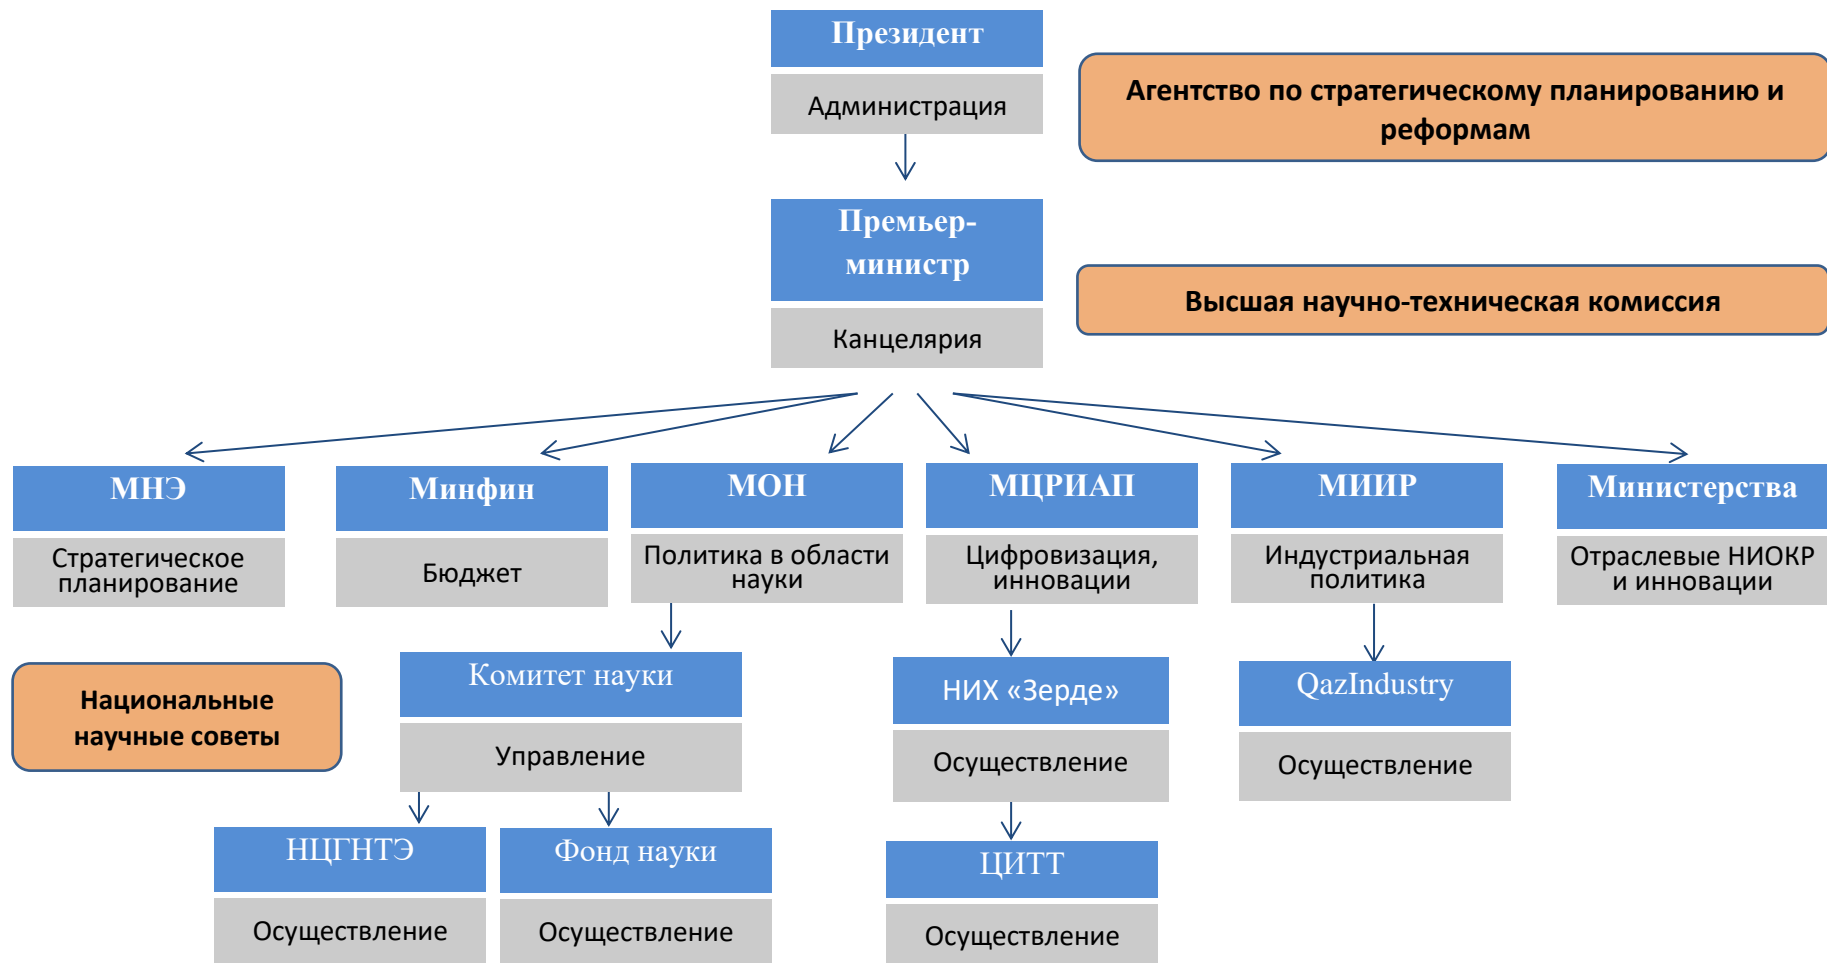 Президент
Администрация
Агентство по стратегическому планированию и
реформам
Премьер-
министр
Канцелярия
Высшая научно-техническая комиссия
МНЭ
Стратегическое
планирование
Минфин
Бюджет
МОН
Политика в области
науки
МЦРИАП
Цифровизация,
инновации
МИИР
Индустриальная
политика
Министерства
Отраслевые НИОКР
и инновации
Национальные
научные советы
Комитет науки
Управление
НИХ «Зерде»
Осуществление
QazIndustry
Осуществление
НЦГНТЭ
Осуществление
Фонд науки
Осуществление
ЦИТТ
Осуществление